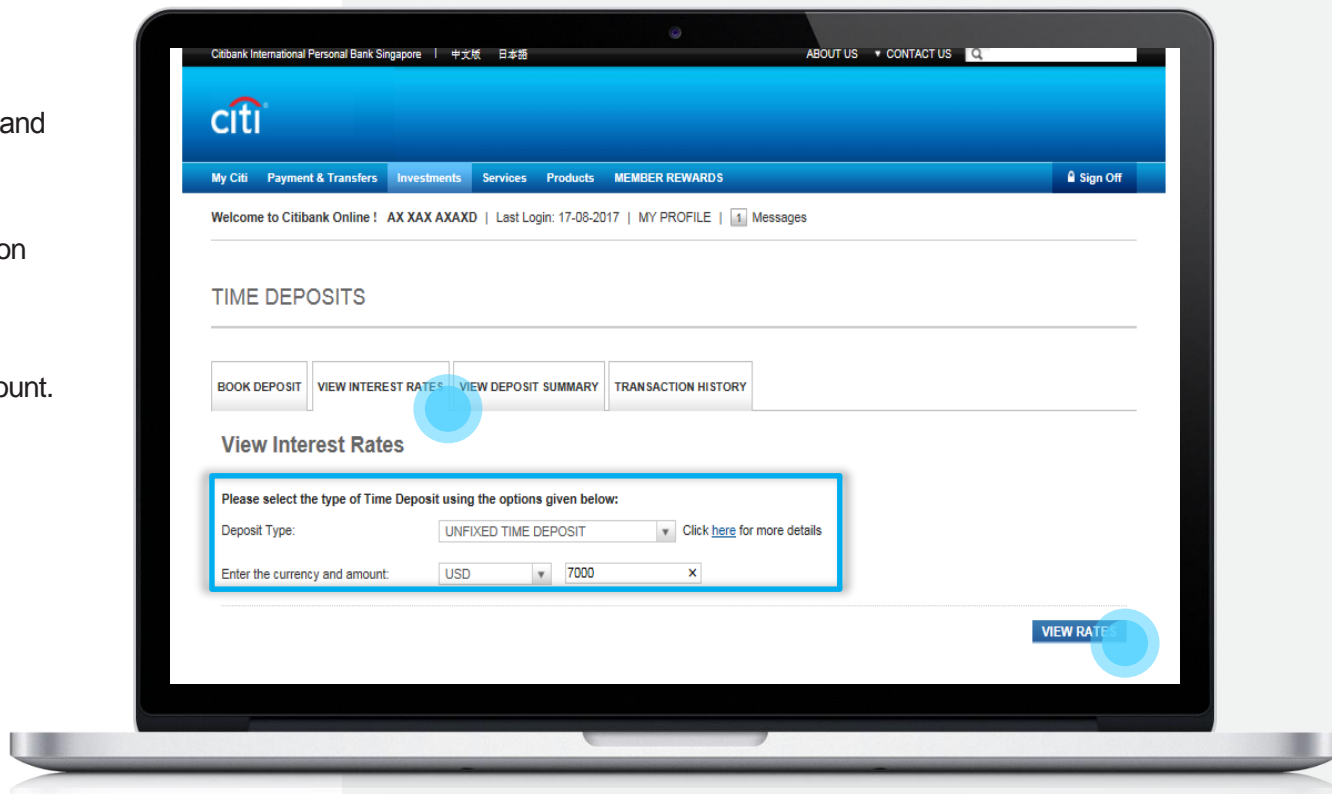 and
on
ount.
Citibank International Personal Bank Singapore | 中文版 日本語 ABOUT US ▼ CONTACT US
citi
My Citi Payment & Transfers Investments Services Products MEMBER REWARDS Sign Off
Welcome to Citibank Online ! AX XAX AXAXD | Last Login: 17-08-2017 | MY PROFILE | 1 Messages
TIME DEPOSITS
BOOK DEPOSIT VIEW INTEREST RATES VIEW DEPOSIT SUMMARY TRANSACTION HISTORY
View Interest Rates
Please select the type of Time Deposit using the options given below:
Deposit Type: UNFIXED TIME DEPOSIT Click here for more details
Enter the currency and amount: USD 7000 x
VIEW RATES